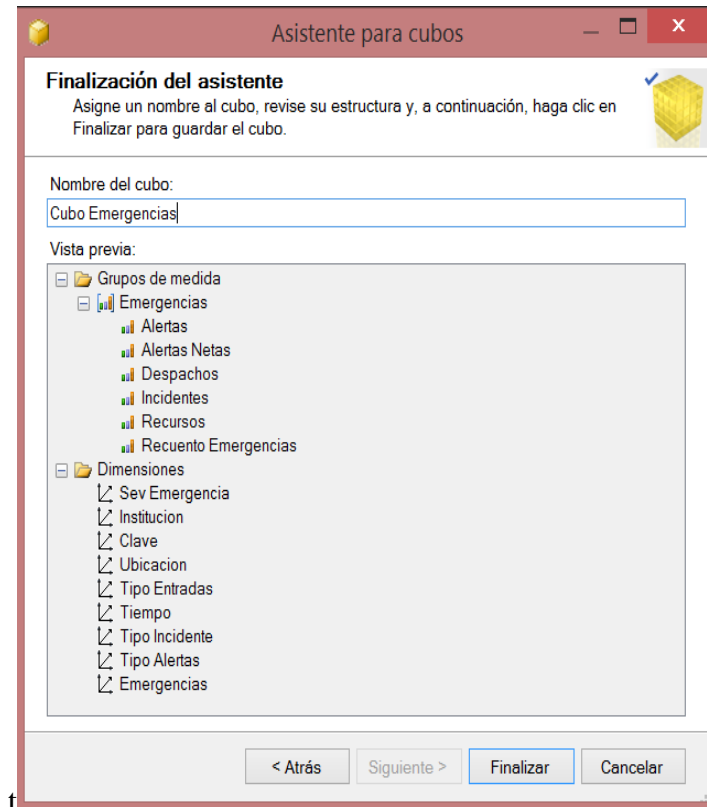 Asistente para cubos
Finalización del asistente
Asigne un nombre al cubo, revise su estructura y, a continuación, haga clic en
Finalizar para guardar el cubo.
Nombre del cubo:
Cubo Emergencias
Vista previa:
Grupos de medida
Emergencias
Alertas
Alertas Netas
Despachos
Incidentes
Recursos
Recuento Emergencias
Dimensiones
Sev Emergencia
Institucion
Clave
Ubicacion
Tipo Entradas
Tiempo
Tipo Incidente
Tipo Alertas
Emergencias
< Atrás Siguiente > Finalizar Cancelar
t